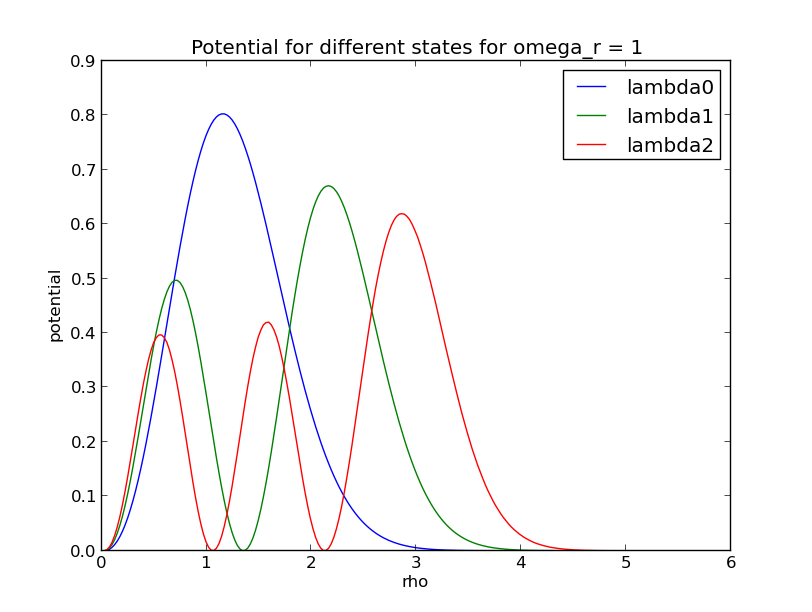 Potential for different states for omega_r = 1
0.9
0.8
0.7
0.6
0.5
0.4
0.3
0.2
0.1
0.0
potential
lambda0
lambda1
lambda2
0 1 2 3 4 5 6
rho